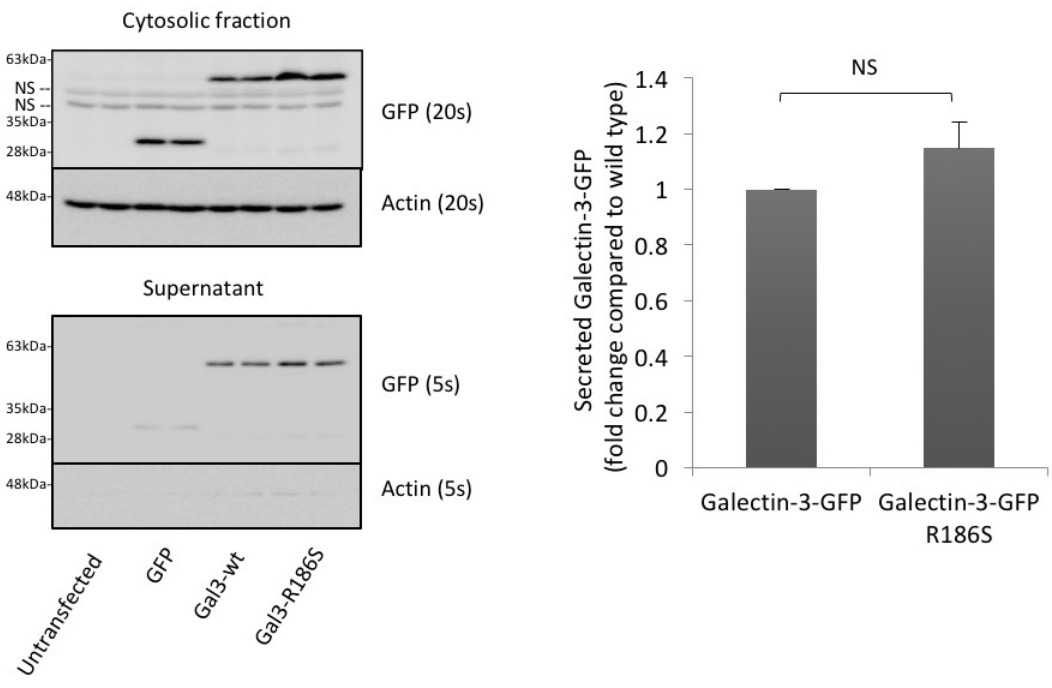 Cytosolic fraction
63kDa-
NS --
NS --
35kDa-
28kDa-
GFP (20s)
48kDa-
Actin (20s)
Supernatant
63kDa-
35kDa-
28kDa-
GFP (5s)
48kDa-
Actin (5s)
Untransfected
GFP
Gal3-wt
Gal3-R186S
Secreted Galectin-3-GFP
(fold change compared to wild type)
1.4
1.2
1
0.8
0.6
0.4
0.2
0
NS
Galectin-3-GFP
Galectin-3-GFP
R186S